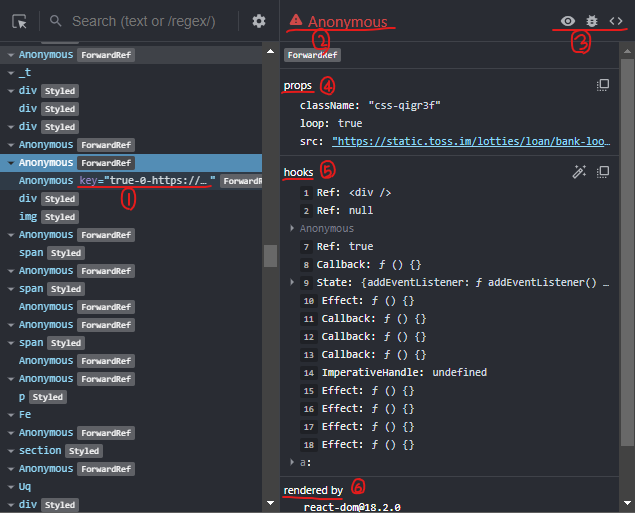 Search (text or /regex/)
Anonymous ForwardRef
_t
div Styled
div Styled
div Styled
Anonymous ForwardRef
Anonymous ForwardRef
Anonymous key="true-0-https://… " ForwardR
div Styled
img Styled
Anonymous ForwardRef
span Styled
Anonymous ForwardRef
span Styled
Anonymous ForwardRef
Anonymous ForwardRef
span Styled
Anonymous ForwardRef
Anonymous ForwardRef
p Styled
Fe
Anonymous ForwardRef
section Styled
Anonymous ForwardRef
Uq
div Styled
①
Anonymous
②
③
ForwardRef
props ④
className: "css-qigr3f"
loop: true
src: "https://static.toss.im/lotties/loan/bank-loo…
hooks ⑤
1 Ref: <div />
2 Ref: null
Anonymous
7 Ref: true
8 Callback: ƒ () {}
9 State: {addEventListener: ƒ addEventListener() …
10 Effect: ƒ () {}
11 Callback: ƒ () {}
12 Callback: ƒ () {}
13 Callback: ƒ () {}
14 ImperativeHandle: undefined
15 Effect: ƒ () {}
16 Effect: ƒ () {}
17 Effect: ƒ () {}
18 Effect: ƒ () {}
a:
rendered by ⑥
react-dom@18.2.0